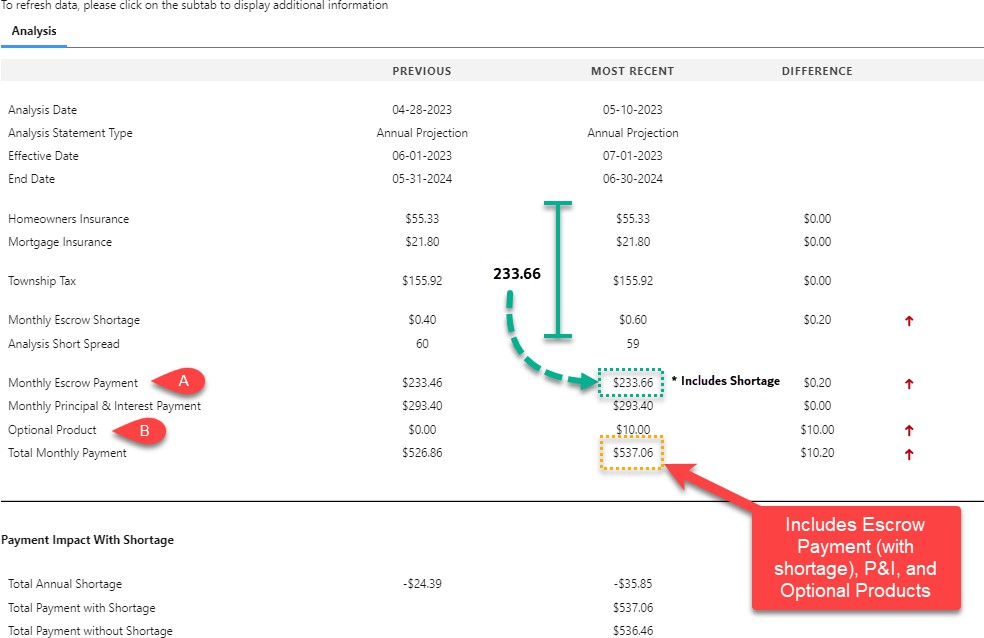 To refresh data, please click on the subtab to display additional information
Analysis
PREVIOUS MOST RECENT DIFFERENCE
Analysis Date 04-28-2023 05-10-2023
Analysis Statement Type Annual Projection Annual Projection
Effective Date 06-01-2023 07-01-2023
End Date 05-31-2024 06-30-2024
Homeowners Insurance $55.33 $55.33 $0.00
Mortgage Insurance $21.80 $21.80 $0.00
233.66
Township Tax $155.92 $155.92 $0.00
Monthly Escrow Shortage $0.40 $0.60 $0.20
Analysis Short Spread 60 59
Monthly Escrow Payment A $233.46 $233.66 * Includes Shortage $0.20
Monthly Principal & Interest Payment $293.40 $293.40 $0.00
Optional Product B $0.00 $10.00 $10.00
Total Monthly Payment $526.86 $537.06 $10.20
Includes Escrow
Payment (with
shortage), P&I, and
Optional Products
Payment Impact With Shortage
Total Annual Shortage -$24.39 -$35.85
Total Payment with Shortage $537.06
Total Payment without Shortage $536.46